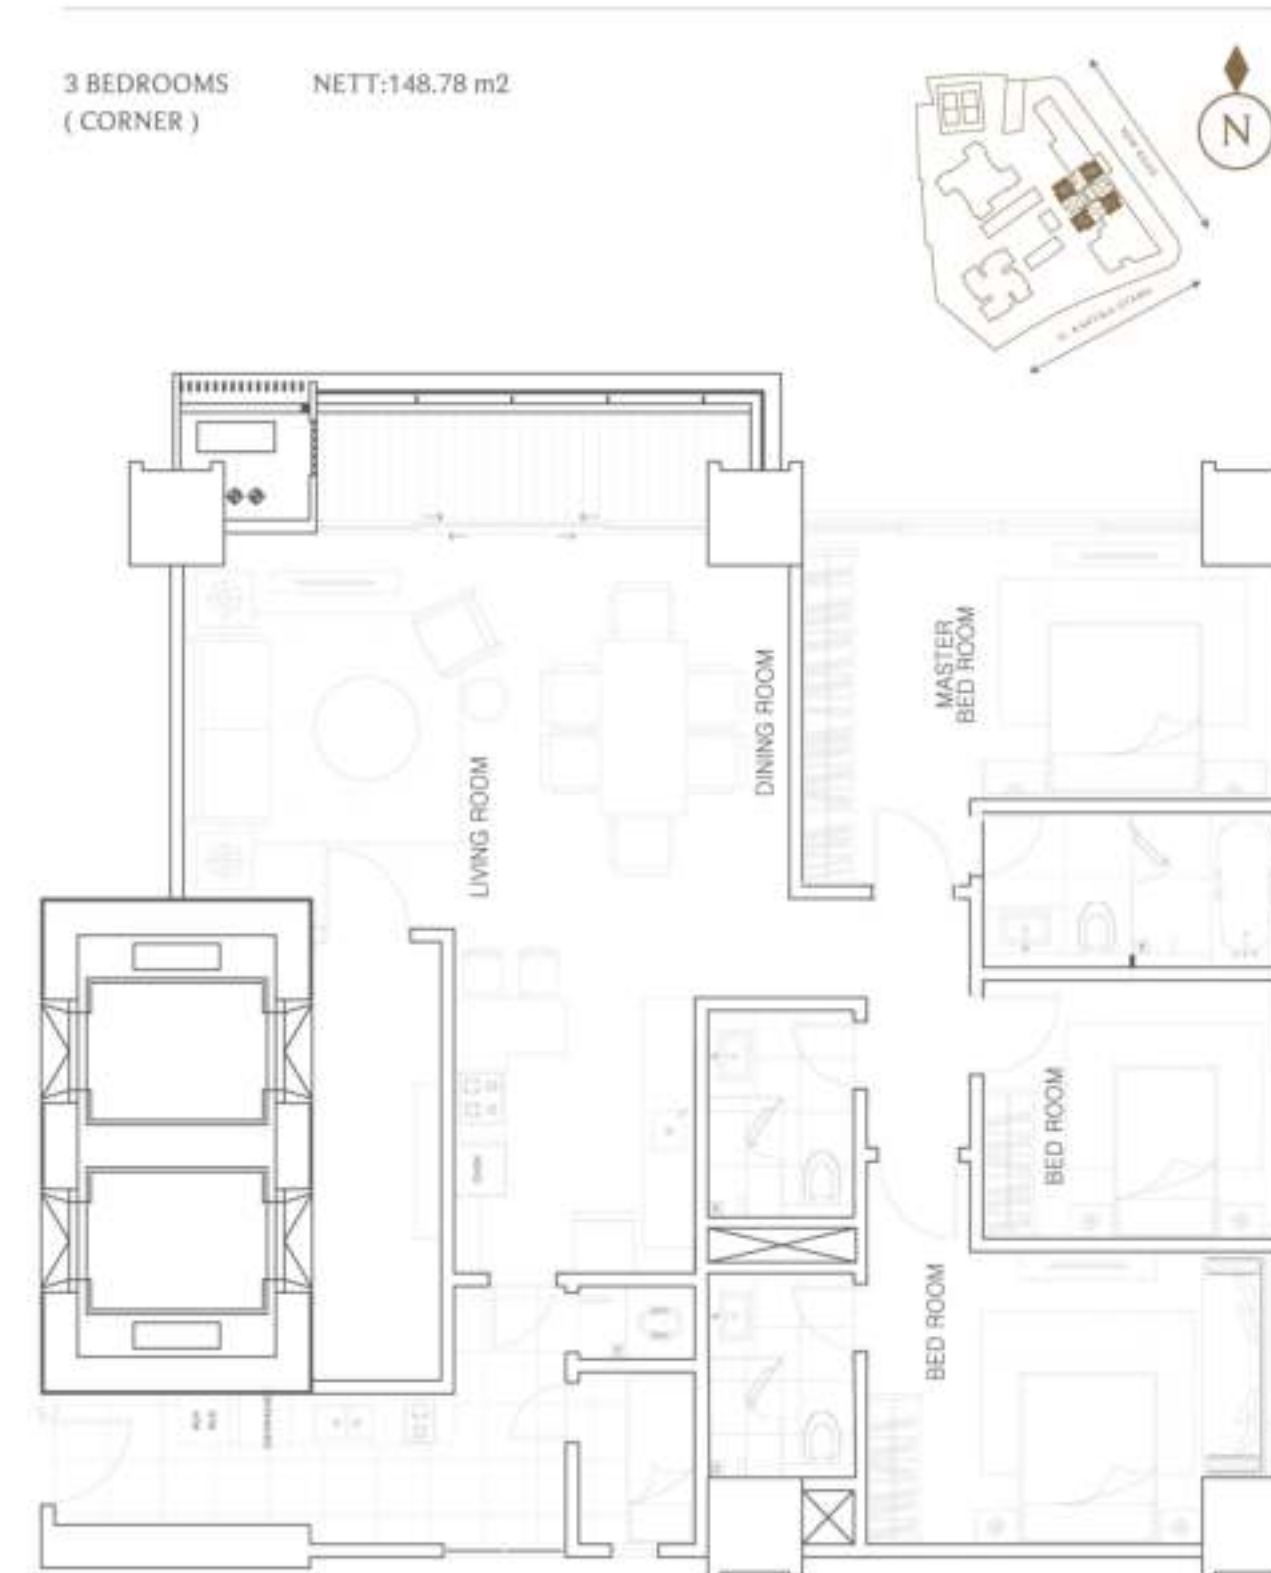 3 BEDROOMS NETT:148.78 m2
( CORNER )
N
MASTER
BED ROOM
DINING ROOM
LIVING ROOM
BED ROOM
BED ROOM